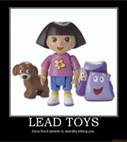 LEAD TOYS
Dora the Explorer is secretly killing you.